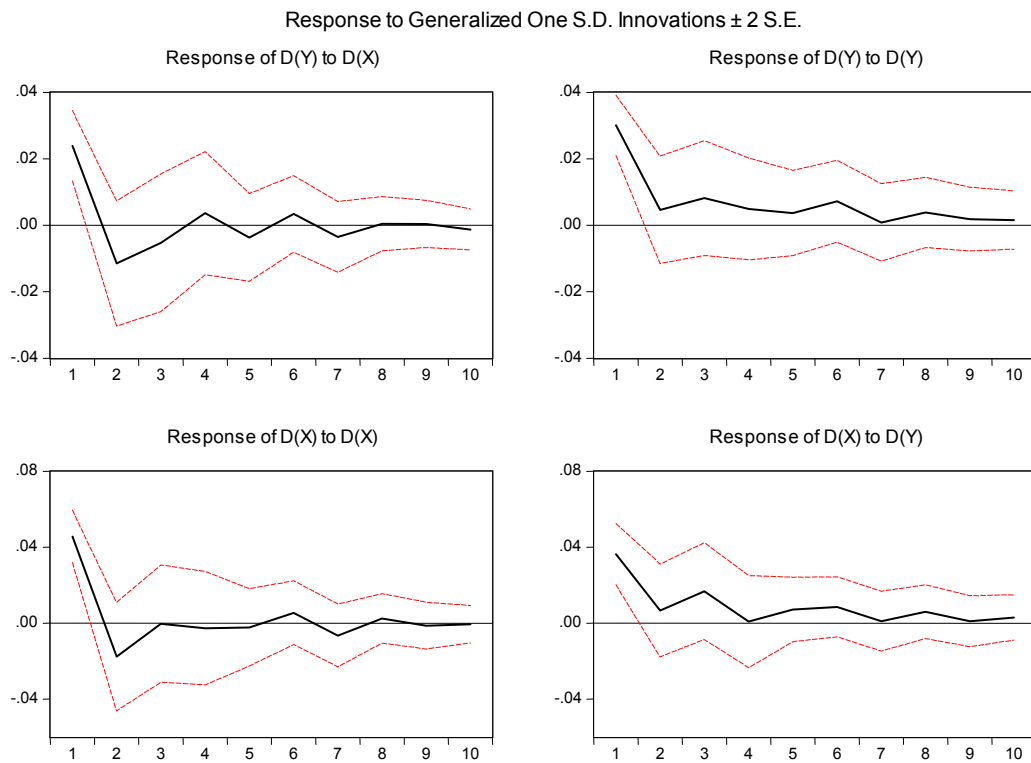 Response to Generalized One S.D. Innovations ± 2 S.E.
Response of D(Y) to D(X)
.04
.02
.00
-.02
-.04
1 2 3 4 5 6 7 8 9 10
Response of D(Y) to D(Y)
.04
.02
.00
-.02
-.04
1 2 3 4 5 6 7 8 9 10
Response of D(X) to D(X)
.08
.04
.00
-.04
1 2 3 4 5 6 7 8 9 10
Response of D(X) to D(Y)
.08
.04
.00
-.04
1 2 3 4 5 6 7 8 9 10